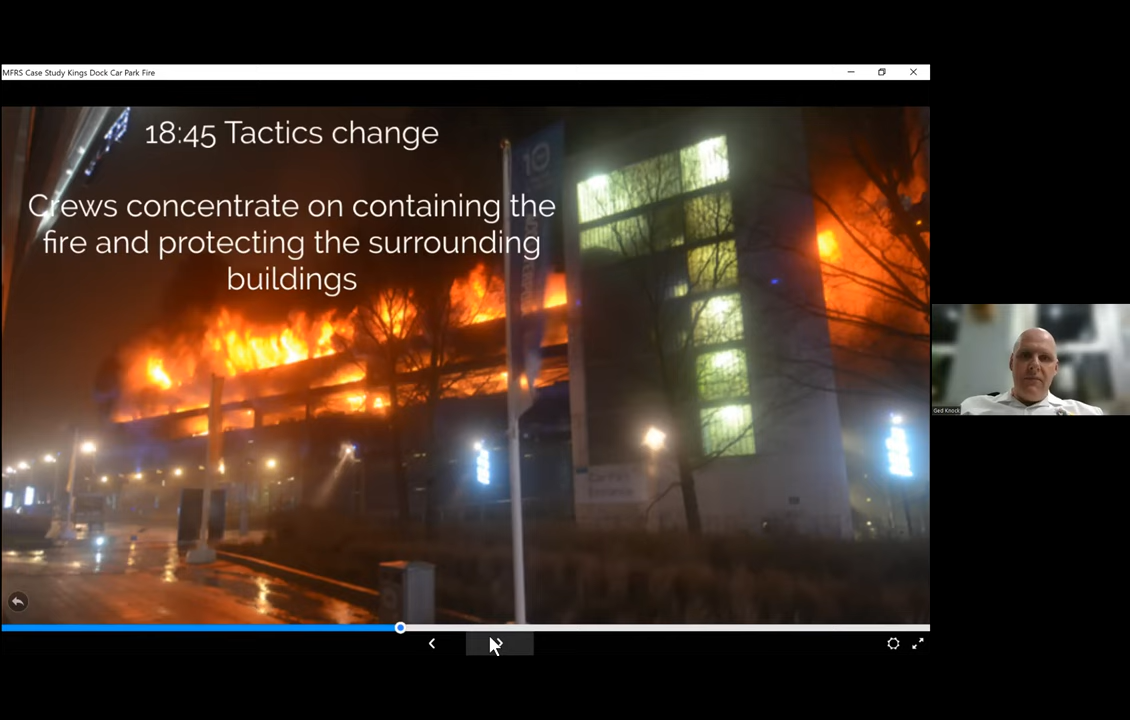 MFRS Case Study Kings Dock Car Park Fire
18:45 Tactics change
Crews concentrate on containing the
fire and protecting the surrounding
buildings
10
Car Park
Entrance
Ged Knock